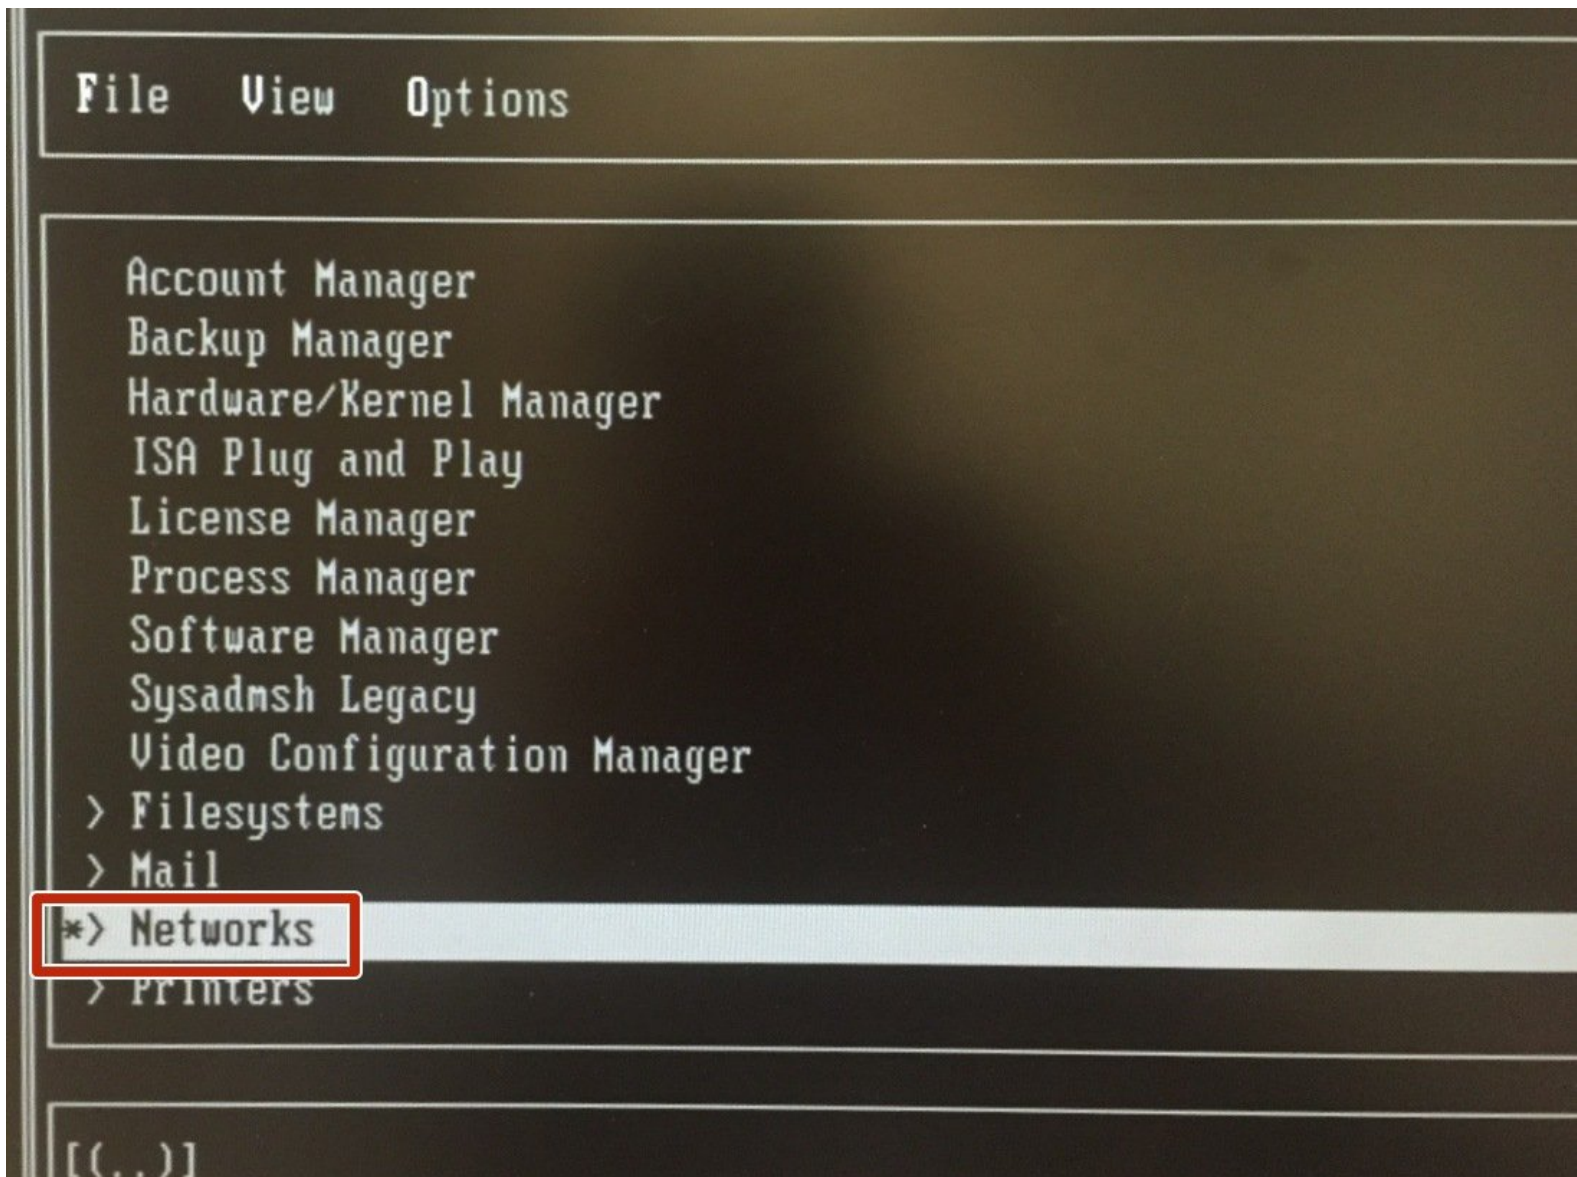 File View Options
Account Manager
Backup Manager
Hardware/Kernel Manager
ISA Plug and Play
License Manager
Process Manager
Software Manager
Sysadmsh Legacy
Video Configuration Manager
> Filesystems
> Mail
*> Networks
> Printers
[(..)]